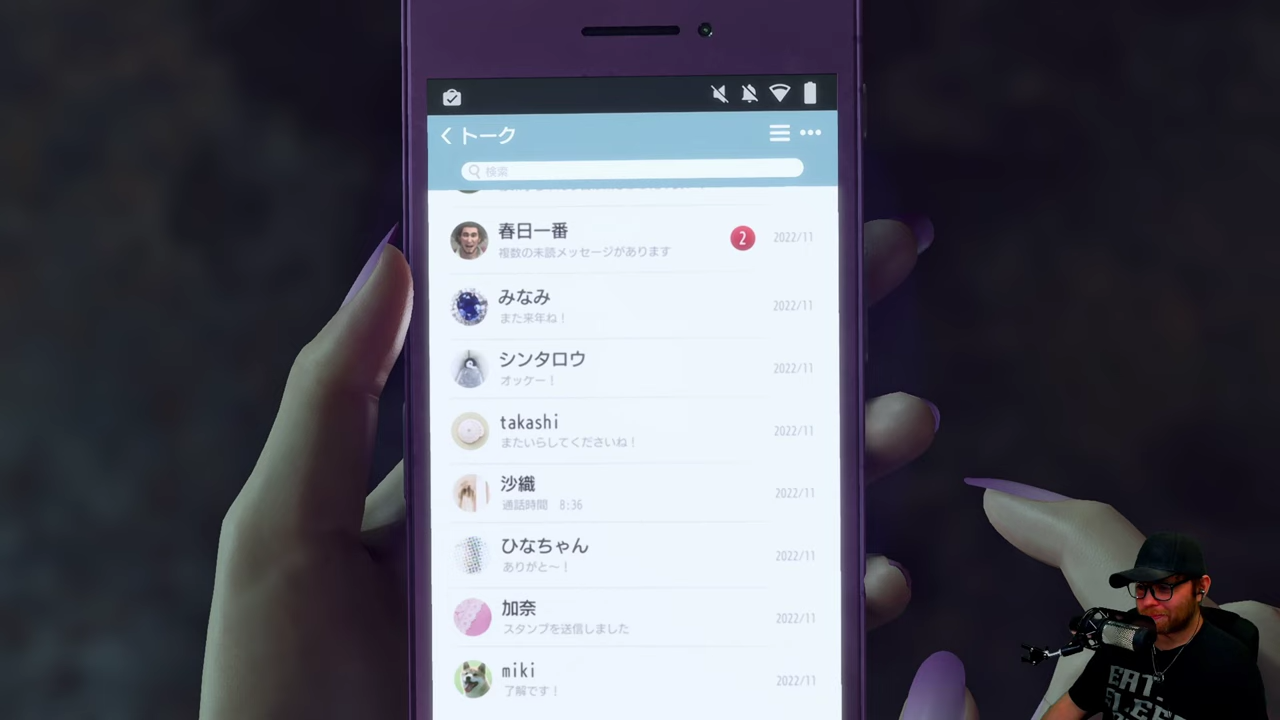 トーク
検索
春日一番
複数の未読メッセージがあります
2
2022/11
みなみ
また来年ね！
2022/11
シンタロウ
オッケー！
2022/11
takashi
またいらしてくださいね！
2022/11
沙織
通話時間 8:36
2022/11
ひなちゃん
ありがと～！
2022/11
加奈
スタンプを送信しました
2022/11
miki
了解です！
2022/11
EAT.
SLEEP